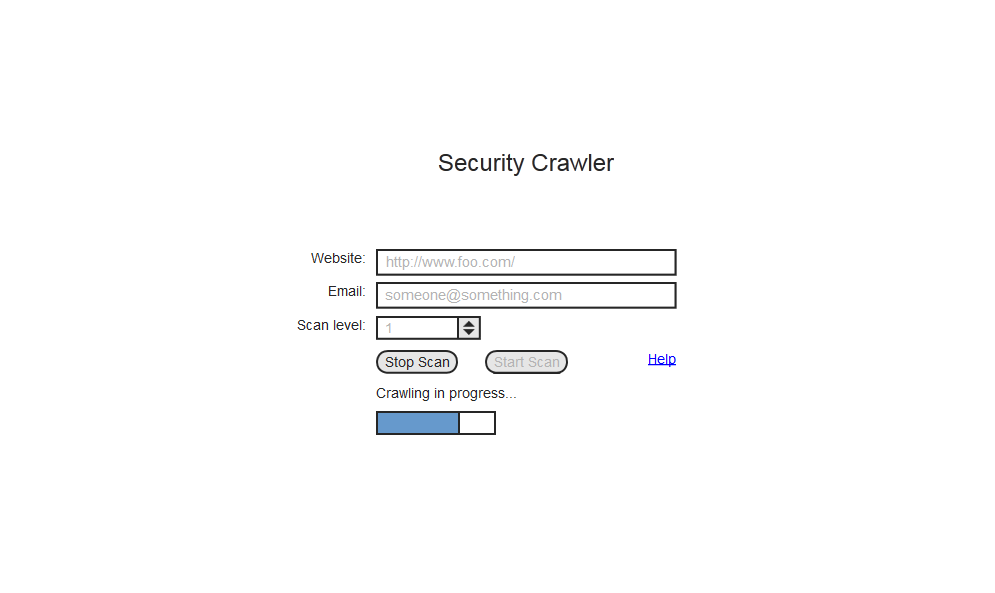 Security Crawler
Website: http://www.foo.com/
Email: someone@something.com
Scan level: 1
Stop Scan Start Scan Help
Crawling in progress...